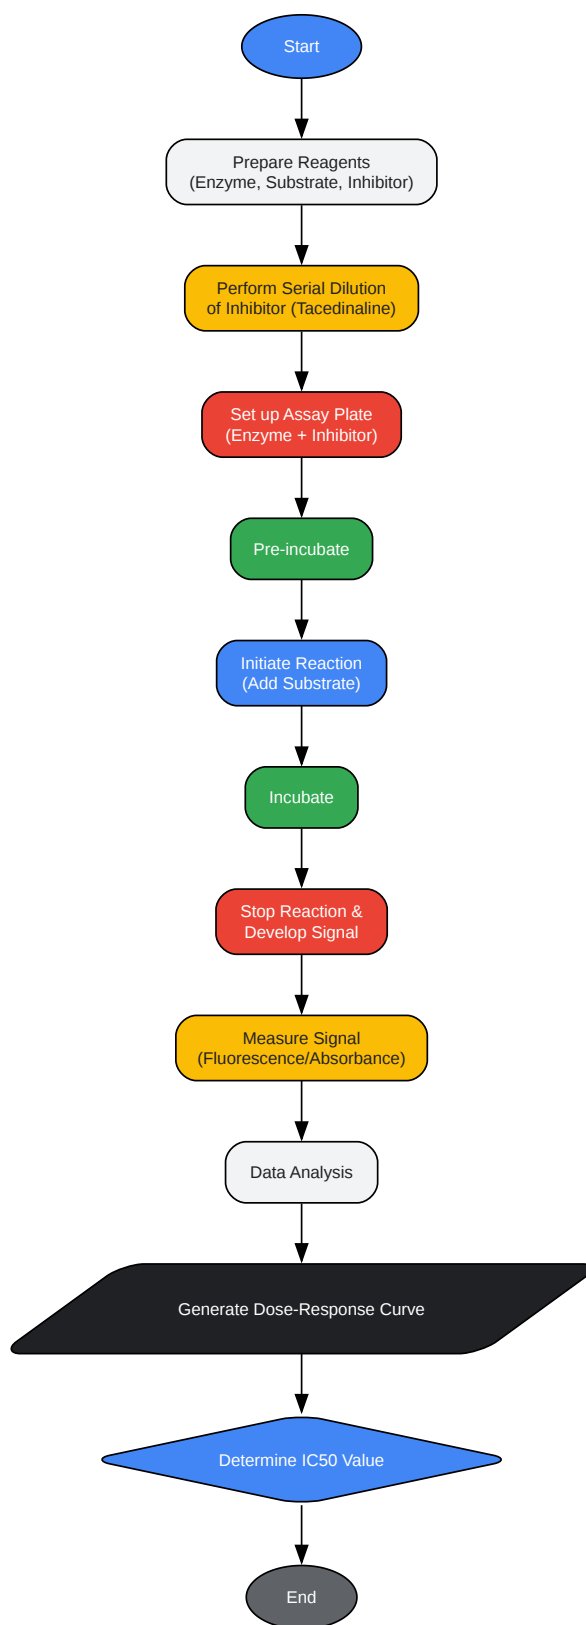 Start
Prepare Reagents
(Enzyme, Substrate, Inhibitor)
Perform Serial Dilution
of Inhibitor (Tacedinaline)
Set up Assay Plate
(Enzyme + Inhibitor)
Pre-incubate
Initiate Reaction
(Add Substrate)
Incubate
Stop Reaction &
Develop Signal
Measure Signal
(Fluorescence/Absorbance)
Data Analysis
Generate Dose-Response Curve
Determine IC50 Value
End